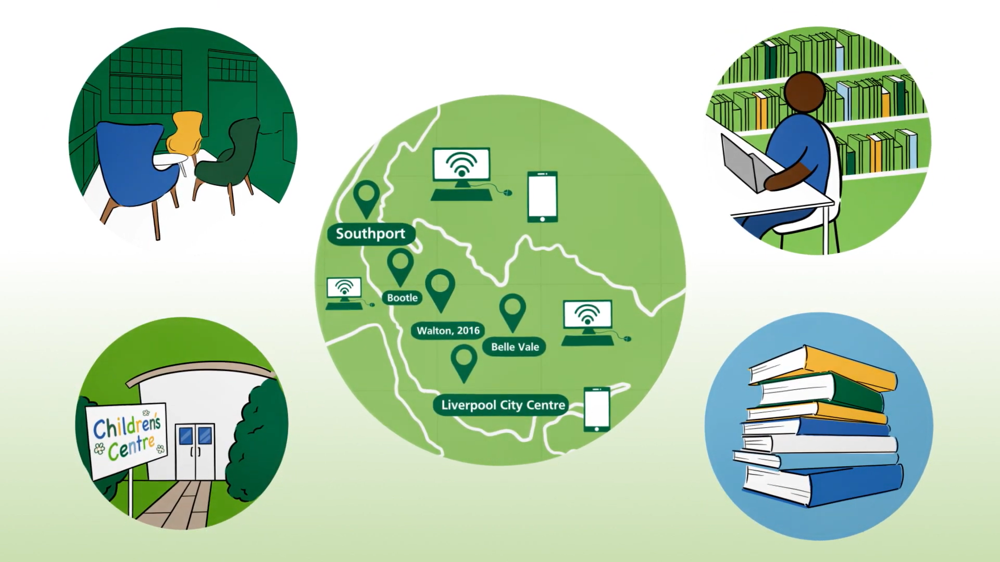 Southport
Bootle
Walton, 2016
Belle Vale
Liverpool City Centre
Children's
Centre